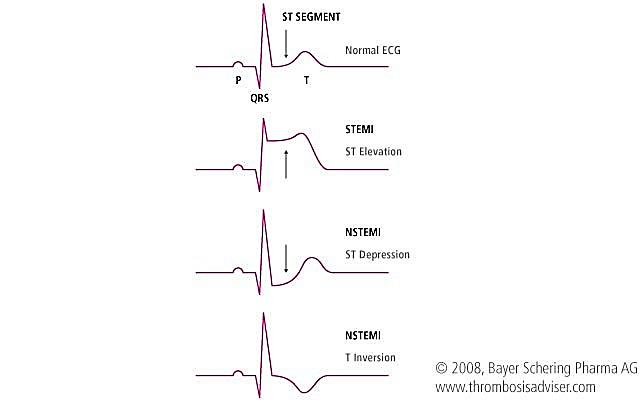 ST SEGMENT
Normal ECG
P
T
QRS
STEMI
ST Elevation
NSTEMI
ST Depression
NSTEMI
T Inversion
© 2008, Bayer Schering Pharma AG
www.thrombosisadviser.com